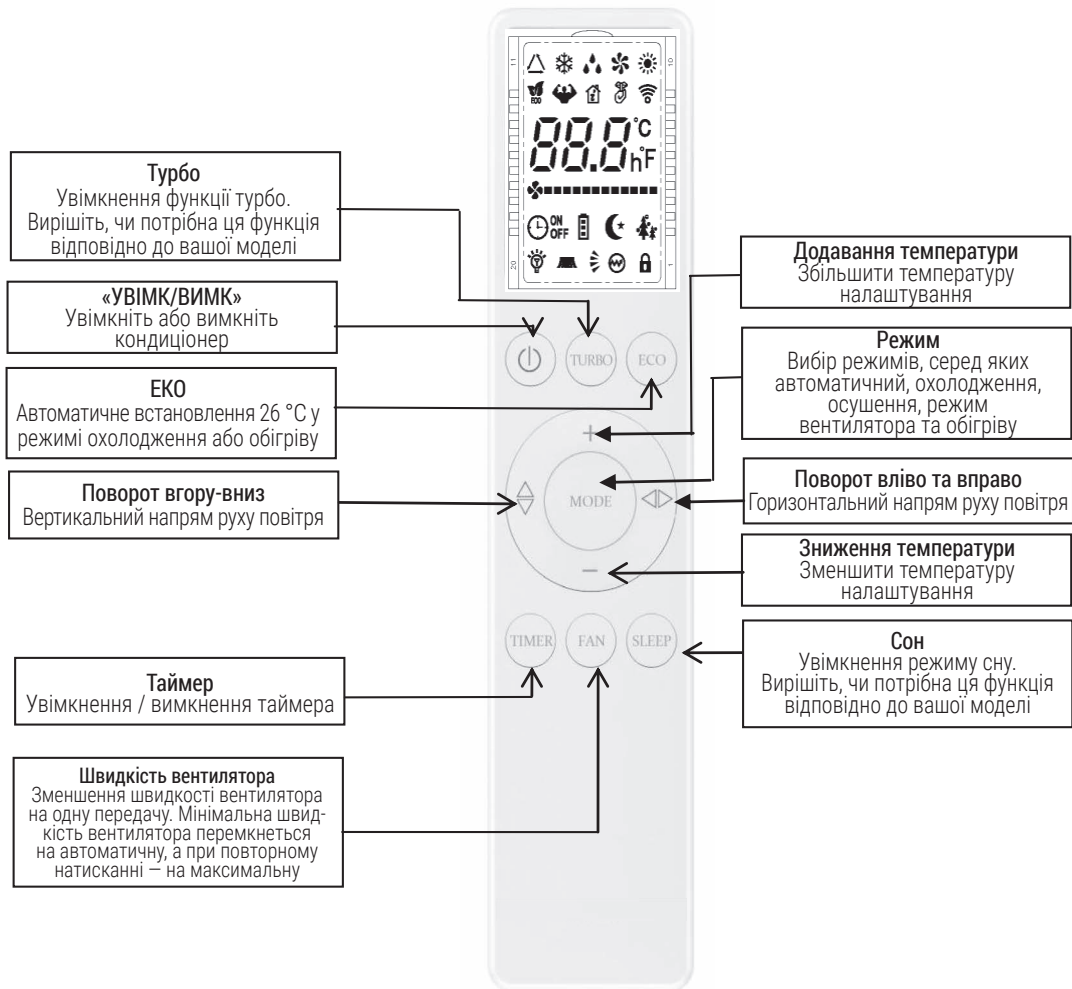 11
10
ECO
88.8°C
h°F
ON
OFF
20
1
TURBO
ECO
+
MODE
−
TIMER
FAN
SLEEP
Турбо
Увімкнення функції турбо.
Вирішіть, чи потрібна ця функція
відповідно до вашої моделі
«УВІМК/ВИМК»
Увімкніть або вимкніть
кондиціонер
ЕКО
Автоматичне встановлення 26 °C у
режимі охолодження або обігріву
Поворот вгору-вниз
Вертикальний напрям руху повітря
Таймер
Увімкнення / вимкнення таймера
Швидкість вентилятора
Зменшення швидкості вентилятора
на одну передачу. Мінімальна швид-
кість вентилятора перемкнеться
на автоматичну, а при повторному
натисканні — на максимальну
Додавання температури
Збільшити температуру
налаштування
Режим
Вибір режимів, серед яких
автоматичний, охолодження,
осушення, режим
вентилятора та обігріву
Поворот вліво та вправо
Горизонтальний напрям руху повітря
Зниження температури
Зменшити температуру
налаштування
Сон
Увімкнення режиму сну.
Вирішіть, чи потрібна ця функція
відповідно до вашої моделі